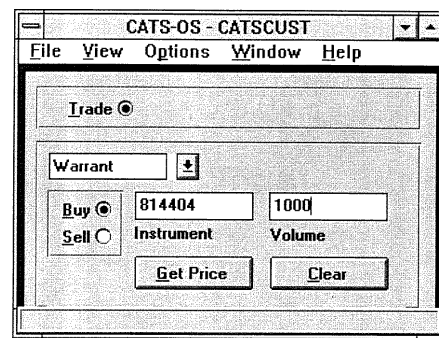 CATS-OS - CATSCUST
File View Options Window Help
Trade
Warrant
Buy 814404 1000
Sell Instrument Volume
Get Price Clear